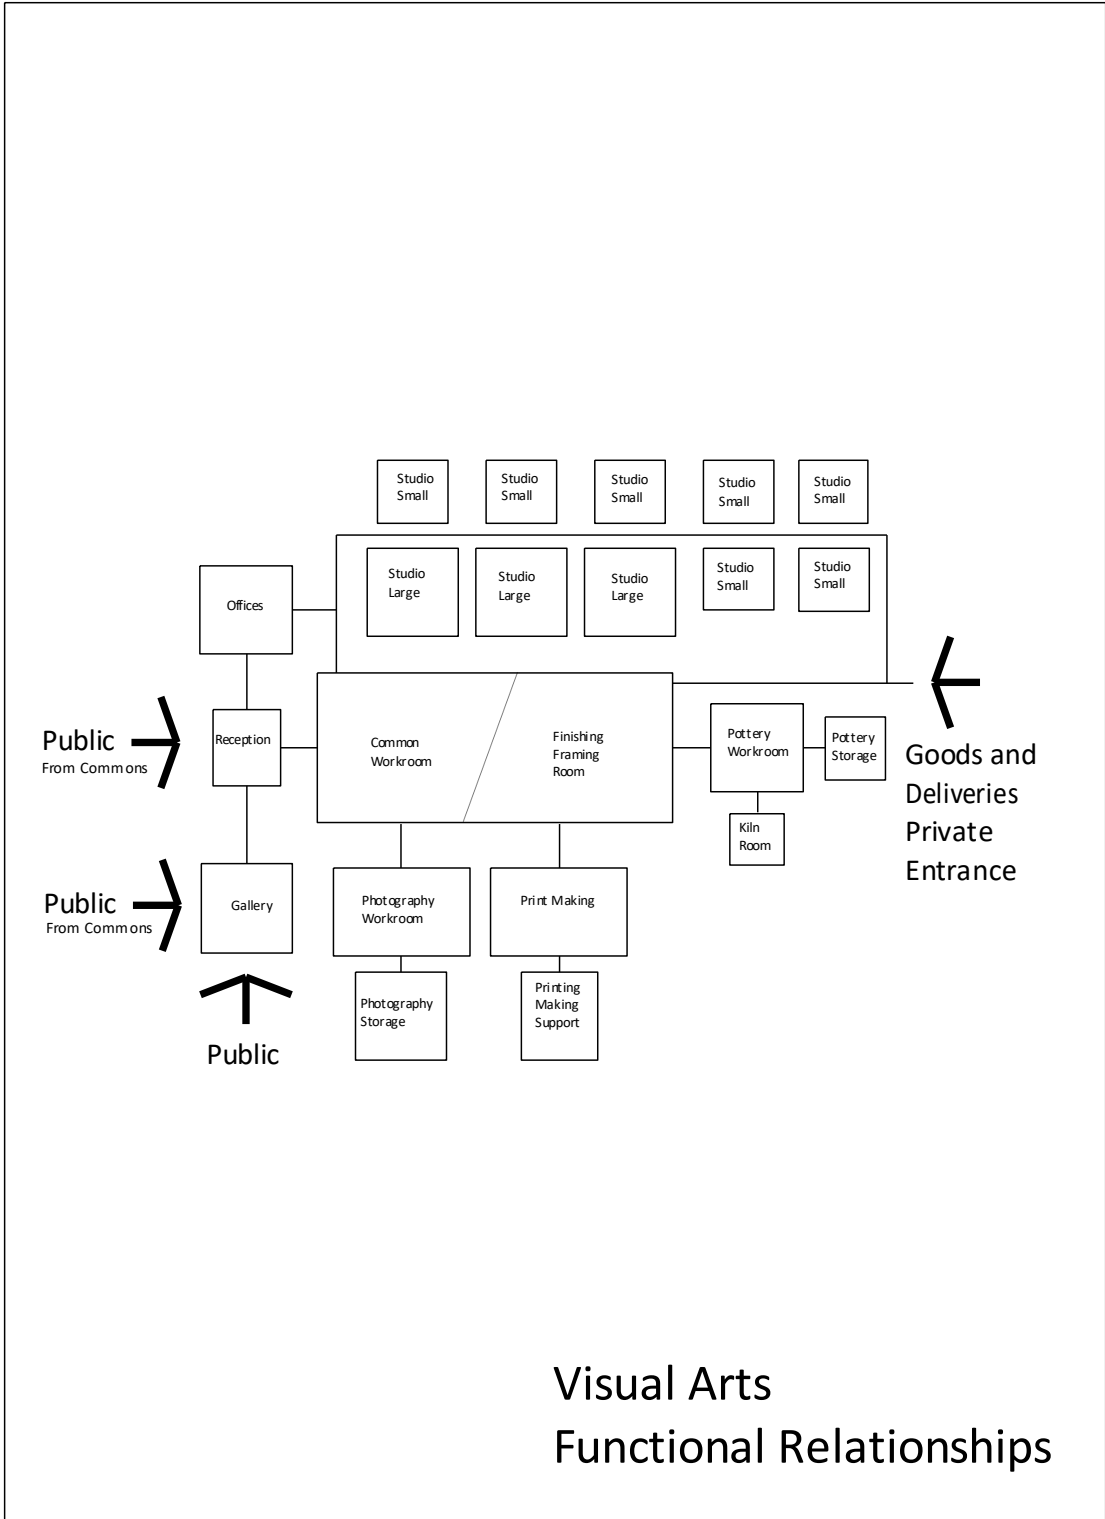 Studio
Small
Studio
Small
Studio
Small
Studio
Small
Studio
Small
Studio
Large
Studio
Large
Studio
Large
Studio
Small
Studio
Small
Offices
Public
From Commons
Reception
Common
Workroom
Finishing
Framing
Room
Pottery
Workroom
Pottery
Storage
Goods and
Deliveries
Private
Entrance
Kiln
Room
Public
From Commons
Gallery
Photography
Workroom
Print Making
Photography
Storage
Printing
Making
Support
Public
Visual Arts
Functional Relationships